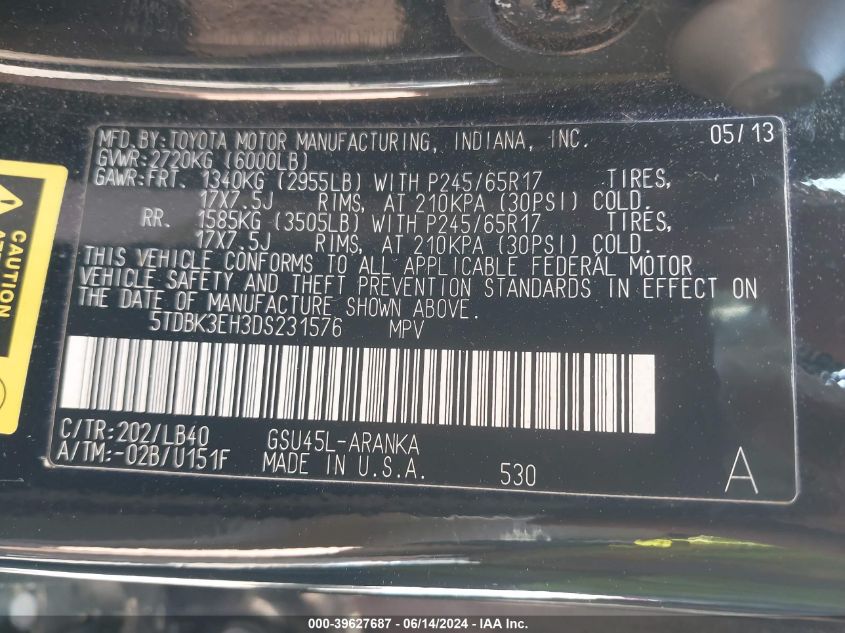 MFD.BY:TOYOTA MOTOR MANUFACTURING, INDIANA, INC. 05/13
GVWR:2720KG (6000LB)
GAWR:FRT. 1340KG (2955LB) WITH P245/65R17 TIRES,
17X7.5J RIMS, AT 210KPA (30PSI) COLD.
RR. 1585KG (3505LB) WITH P245/65R17 TIRES,
17X7.5J RIMS, AT 210KPA (30PSI) COLD.
THIS VEHICLE CONFORMS TO ALL APPLICABLE FEDERAL MOTOR
VEHICLE SAFETY AND THEFT PREVENTION STANDARDS IN EFFECT ON
THE DATE OF MANUFACTURE SHOWN ABOVE.
5TDBK3EH3DS231576 MPV
C/TR:202/LB40 GSU45L-ARANKA
A/TM:-02B/U151F MADE IN U.S.A. 530 A
CAUTION
000-39627687 - 06/14/2024 - IAA Inc.